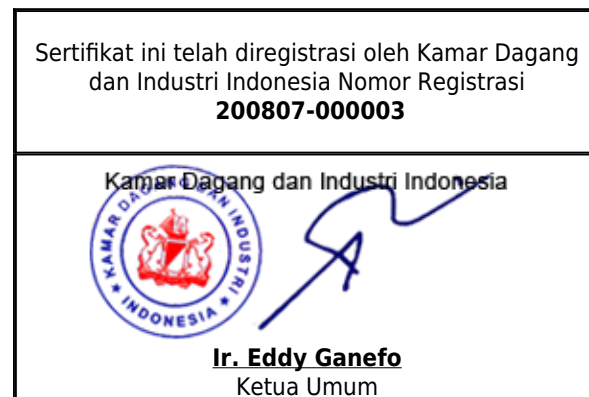 Sertifikat ini telah diregistrasi oleh Kamar Dagang
dan Industri Indonesia Nomor Registrasi
200807-000003
Kamar Dagang dan Industri Indonesia
KAMAR DAGANG DAN INDUSTRI
INDONESIA
Ir. Eddy Ganefo
Ketua Umum